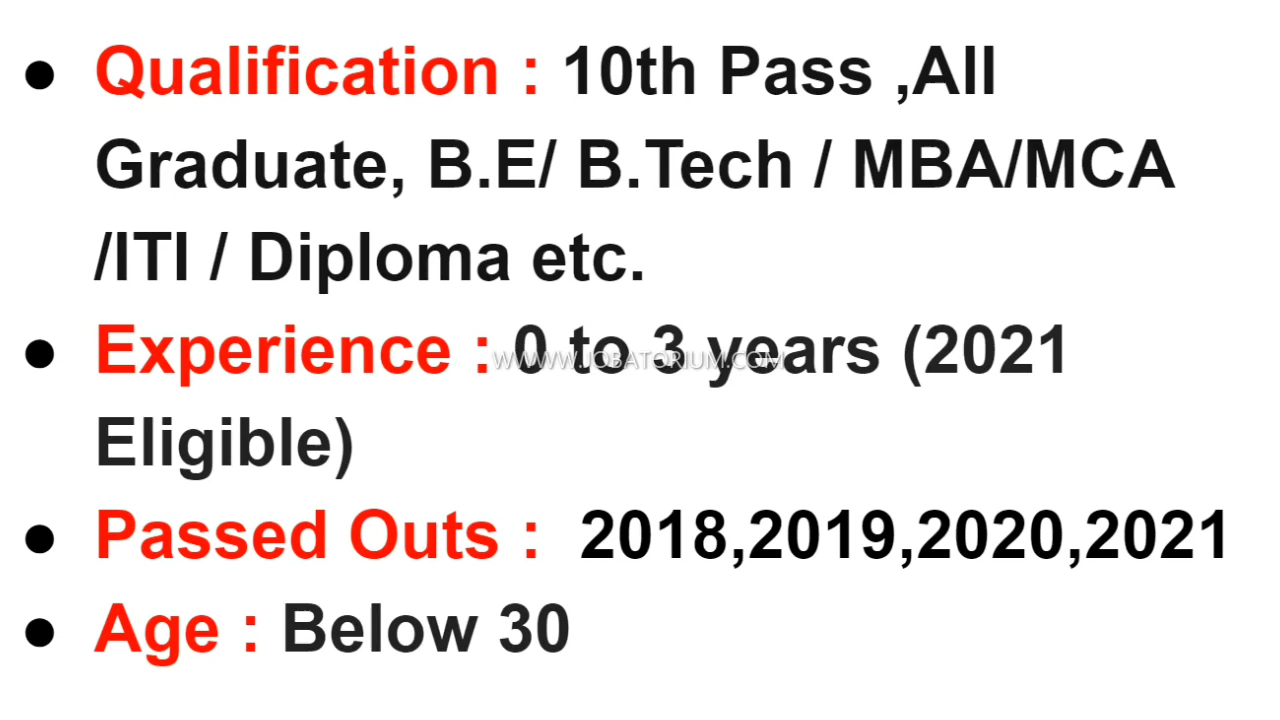 ● Qualification : 10th Pass ,All
Graduate, B.E/ B.Tech / MBA/MCA
/ITI / Diploma etc.
● Experience : 0 to 3 years (2021
WWW.JOBATORIUM.COM
Eligible)
● Passed Outs : 2018,2019,2020,2021
● Age : Below 30